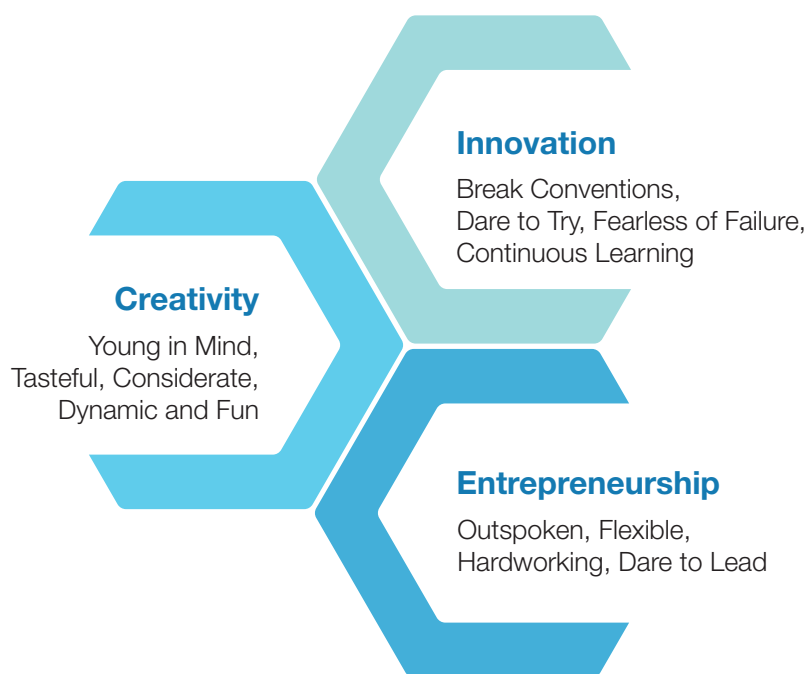 Innovation
Break Conventions,
Dare to Try, Fearless of Failure,
Continuous Learning
Creativity
Young in Mind,
Tasteful, Considerate,
Dynamic and Fun
Entrepreneurship
Outspoken, Flexible,
Hardworking, Dare to Lead